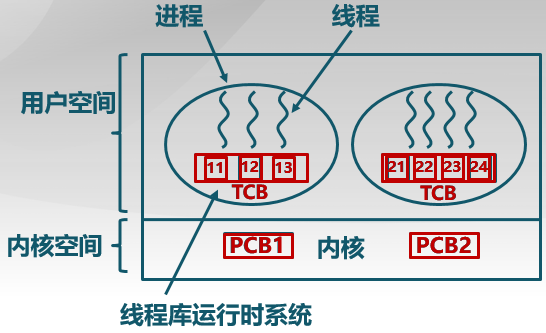 进程
线程
用户空间
11 12 13
TCB
21 22 23 24
TCB
内核空间
PCB1
内核
PCB2
线程库运行时系统